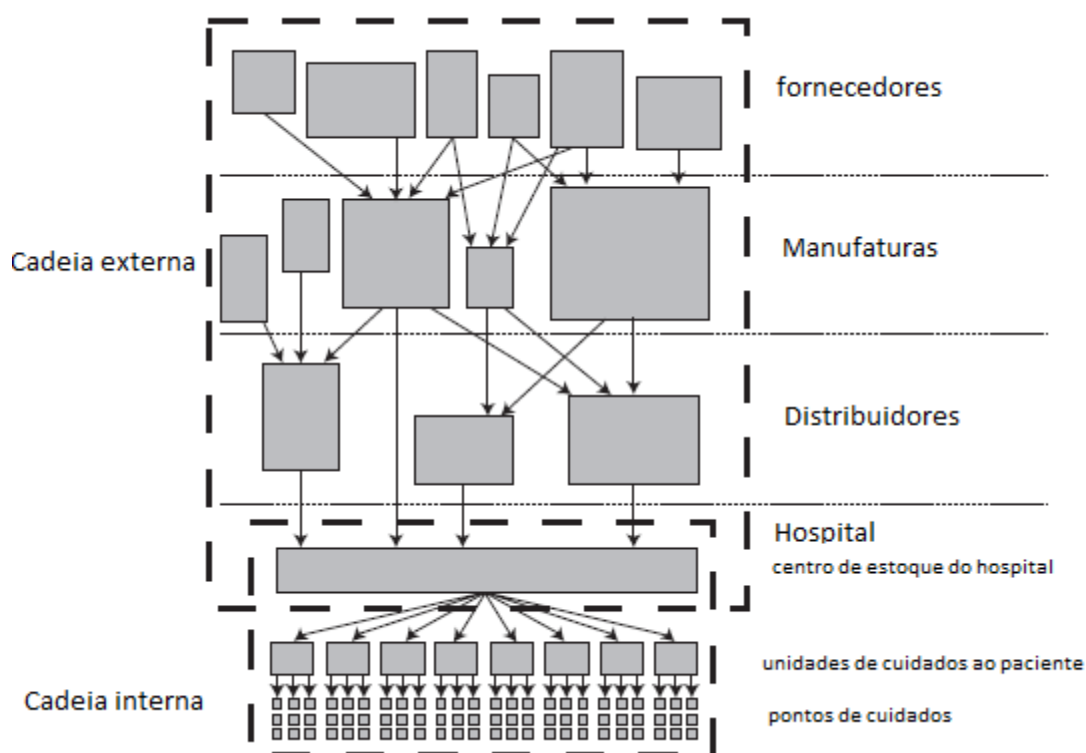 fornecedores
Manufaturas
Cadeia externa
Distribuidores
Hospital
centro de estoque do hospital
unidades de cuidados ao paciente
Cadeia interna
pontos de cuidados